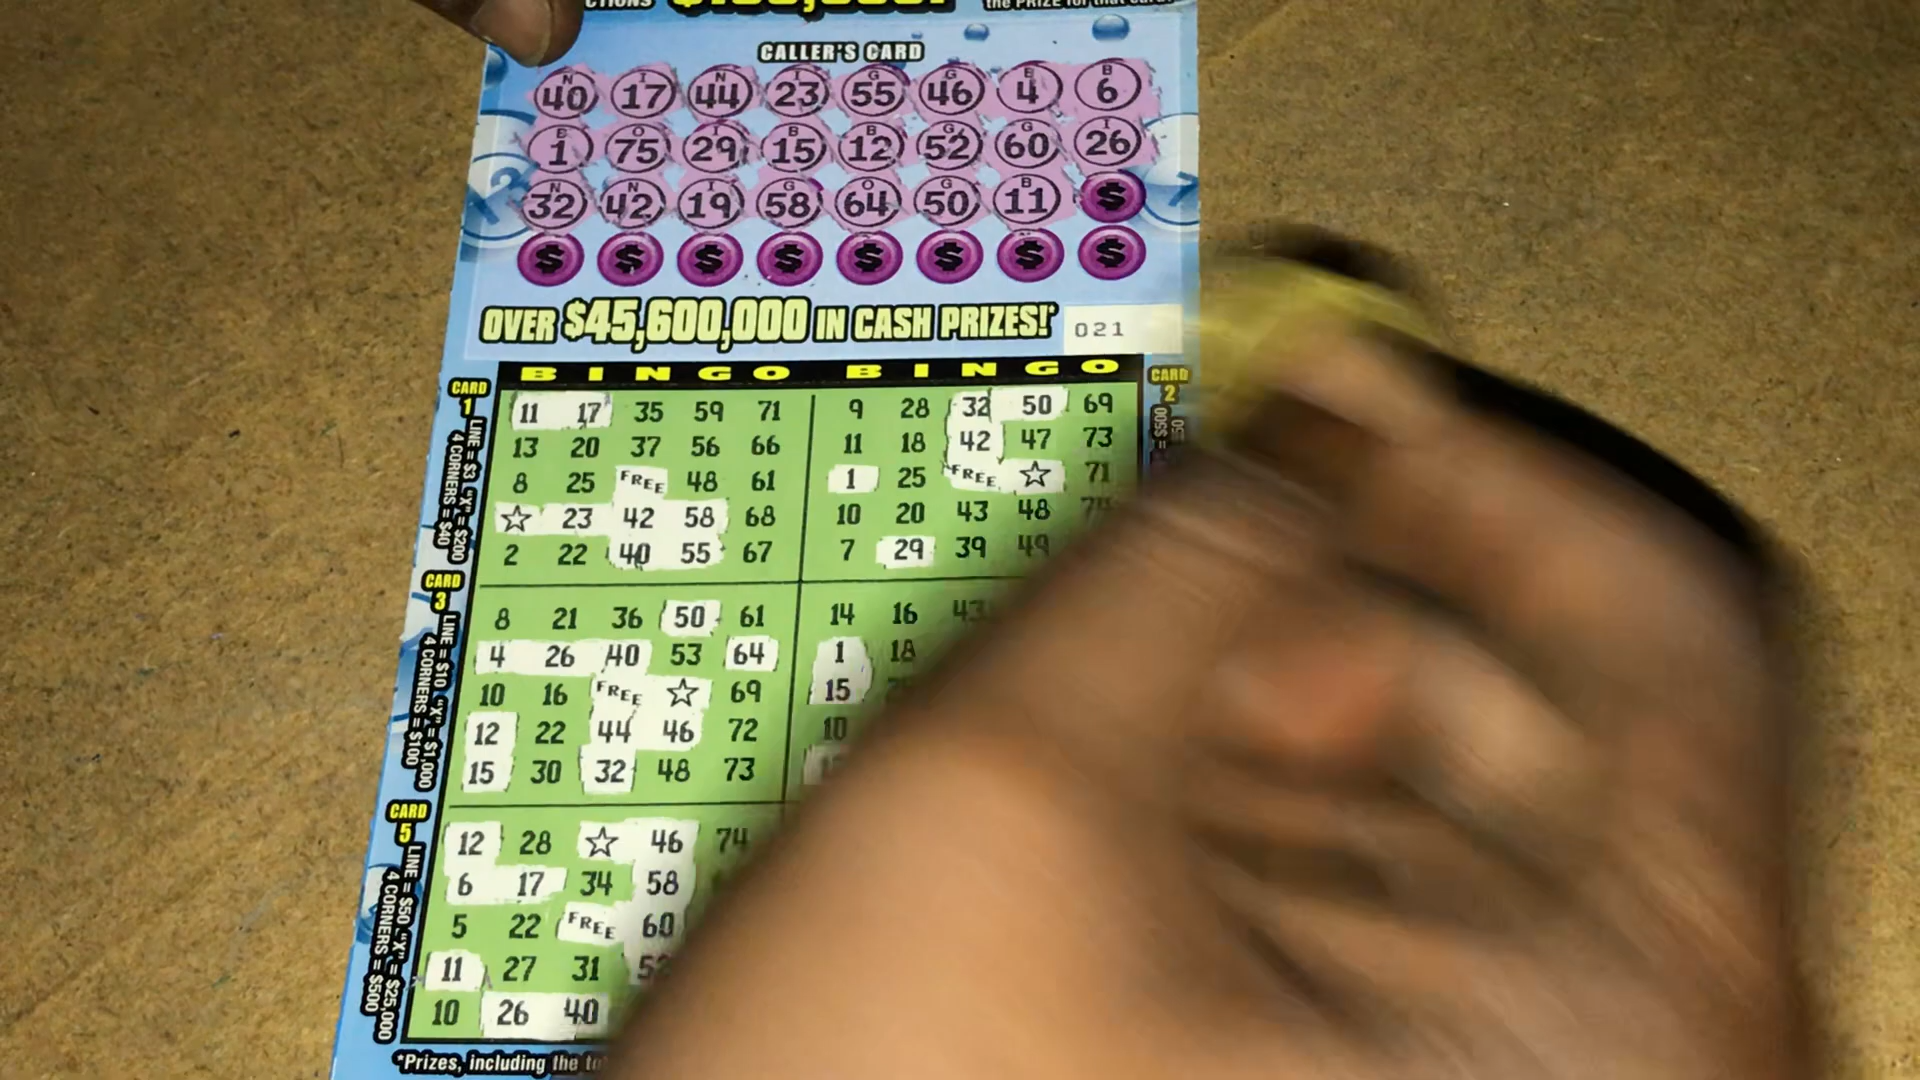 CALLER'S CARD
N I N I G G B B
40 17 44 23 55 46 4 6
B O I B B G G I
1 75 29 15 12 52 60 26
N N I G O G B
32 42 19 58 64 50 11 $
$ $ $ $ $ $ $ $
OVER $45,600,000 IN CASH PRIZES!*
021
B I N G O B I N G O
CARD 1
LINE = $3 "X" = $200
4 CORNERS = $40
11 17 35 59 71
13 20 37 56 66
8 25 FREE 48 61
☆ 23 42 58 68
2 22 40 55 67
CARD 2
= $500
9 28 32 50 69
11 18 42 47 73
1 25 FREE ☆ 71
10 20 43 48
7 29 39 49
CARD 3
LINE = $10 "X" = $1,000
4 CORNERS = $100
8 21 36 50 61
4 26 40 53 64
10 16 FREE ☆ 69
12 22 44 46 72
15 30 32 48 73
14 16 43
1 18
15
10
CARD 5
LINE = $50 "X" = $25,000
4 CORNERS = $500
12 28 ☆ 46 74
6 17 34 58
5 22 FREE 60
11 27 31
10 26 40
*Prizes, including the